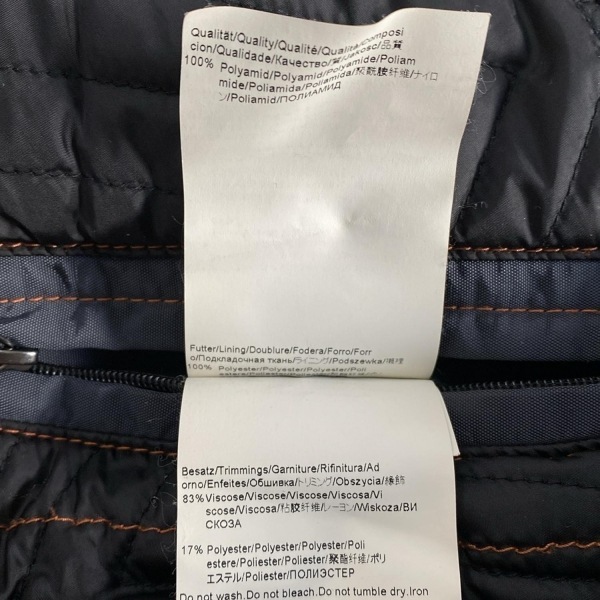 Qualität/Quality/Qualité/Qualità/Composi
cion/Qualidade/Качество/質/Jakosc/品質
100% Polyamid/Polyamid/Polyamide/Poliam
mide/Poliamida/Poliamida/聚酰胺纤维/ナイロ
ン/Poliamid/ПОЛИАМИД
Futter/Lining/Doublure/Fodera/Forro/Forr
o/Подкладочная ткань/ライニング/Podszewka/
100% Polyester/Polyester/Polyester/Poli
estere/Poliester/Poliester/
Besatz/Trimmings/Garniture/Rifinitura/Ad
orno/Enfeites/Обшивка/トリミング/Obszycia/緣飾
83% Viscose/Viscose/Viscose/Viscosa/Vi
scose/Viscosa/粘胶纤维/レーヨン/Wiskoza/ВИ
СКОЗА
17% Polyester/Polyester/Polyester/Poli
estere/Poliester/Poliester/聚酯纤维/ポリ
エステル/Poliester/ПОЛИЭСТЕР
Do not wash.Do not bleach.Do not tumble dry.Iron